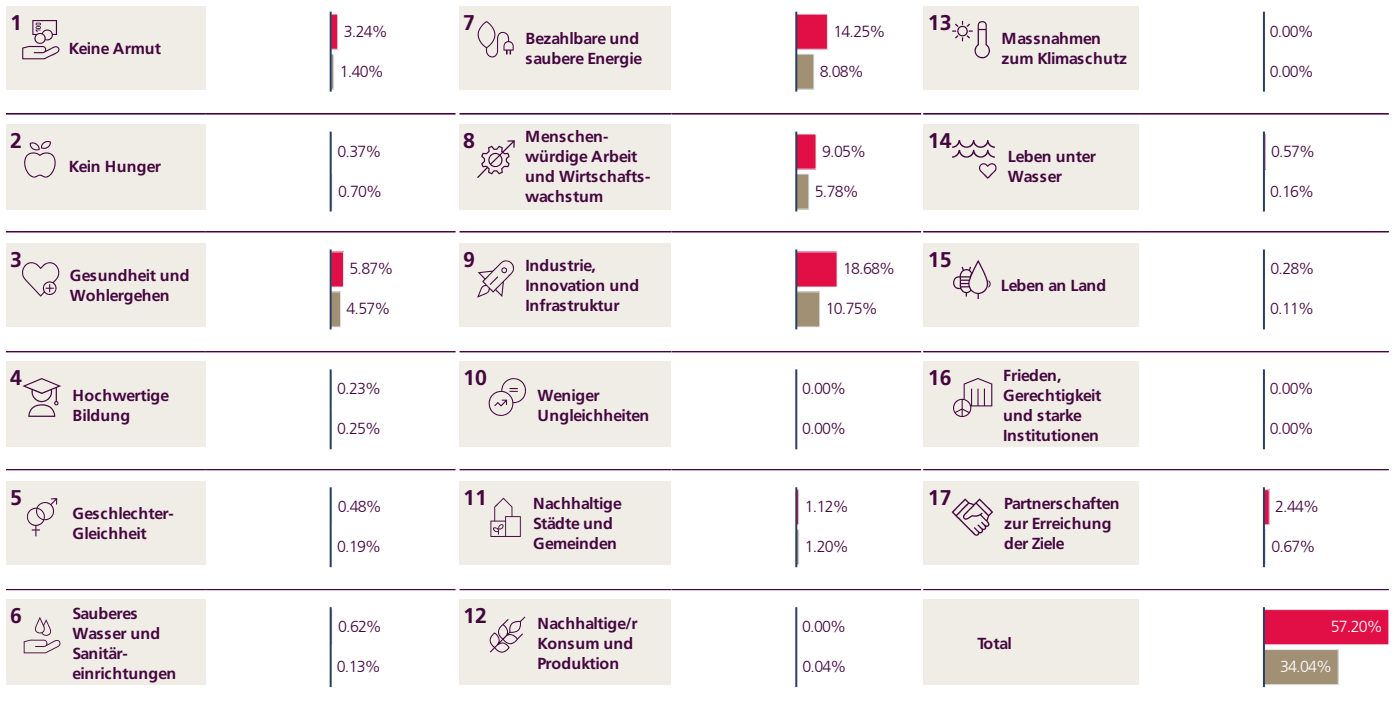 1
Keine Armut
3.24%
1.40%
2
Kein Hunger
0.37%
0.70%
3
Gesundheit und
Wohlergehen
5.87%
4.57%
4
Hochwertige
Bildung
0.23%
0.25%
5
Geschlechter-
Gleichheit
0.48%
0.19%
6
Sauberes
Wasser und
Sanitär-
einrichtungen
0.62%
0.13%
7
Bezahlbare und
saubere Energie
14.25%
8.08%
8
Menschen-
würdige Arbeit
und Wirtschafts-
wachstum
9.05%
5.78%
9
Industrie,
Innovation und
Infrastruktur
18.68%
10.75%
10
Weniger
Ungleichheiten
0.00%
0.00%
11
Nachhaltige
Städte und
Gemeinden
1.12%
1.20%
12
Nachhaltige/r
Konsum und
Produktion
0.00%
0.04%
13
Massnahmen
zum Klimaschutz
0.00%
0.00%
14
Leben unter
Wasser
0.57%
0.16%
15
Leben an Land
0.28%
0.11%
16
Frieden,
Gerechtigkeit
und starke
Institutionen
0.00%
0.00%
17
Partnerschaften
zur Erreichung
der Ziele
2.44%
0.67%
Total
57.20%
34.04%